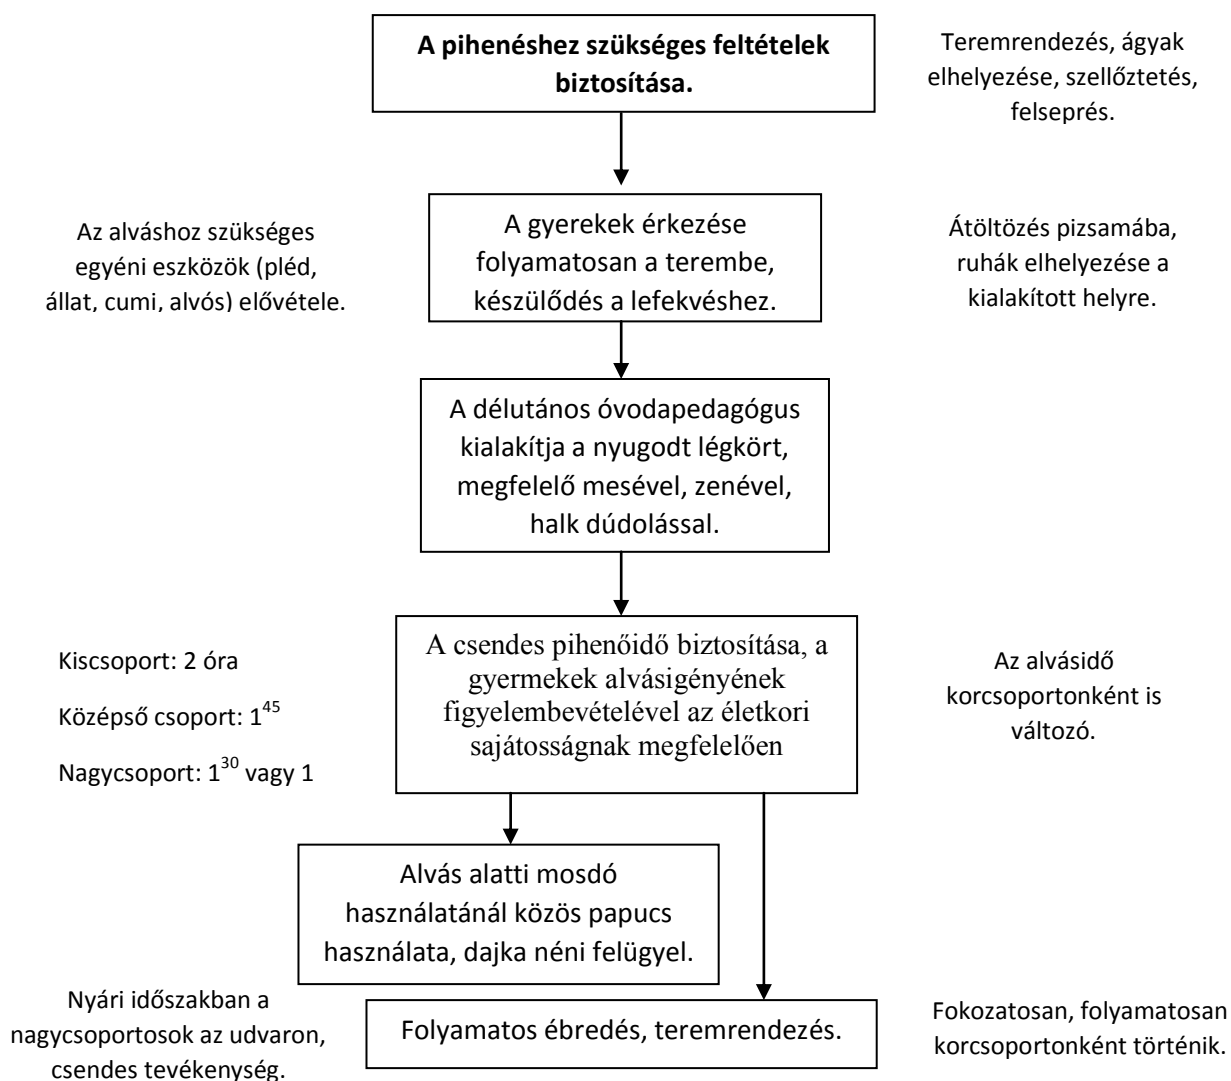 A pihenéshez szükséges feltételek
biztosítása.
Teremrendezés, ágyak
elhelyezése, szellőztetés,
felseprés.
Az alváshoz szükséges
egyéni eszközök (pléd,
állat, cumi, alvós) elővétele.
A gyerekek érkezése
folyamatosan a terembe,
készülődés a lefekvéshez.
Átöltözés pizsamába,
ruhák elhelyezése a
kialakított helyre.
A délutános óvodapedagógus
kialakítja a nyugodt légkört,
megfelelő mesével, zenével,
halk dúdolással.
Kiscsoport: 2 óra
Középső csoport: 1⁴⁵
Nagycsoport: 1³⁰ vagy 1
A csendes pihenőidő biztosítása, a
gyermekek alvásigényének
figyelembevételével az életkori
sajátosságnak megfelelően
Az alvásidő
korcsoportonként is
változó.
Alvás alatti mosdó
használatánál közös papucs
használata, dajka néni felügyel.
Nyári időszakban a
nagycsoportosok az udvaron,
csendes tevékenység.
Folyamatos ébredés, teremrendezés.
Fokozatosan, folyamatosan
korcsoportonként történik.